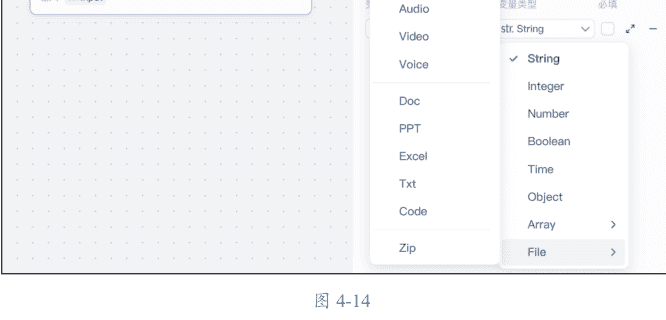 Audio
变量类型
必填
str. String
Video
Voice
Doc
PPT
Excel
Txt
Code
Zip
String
Integer
Number
Boolean
Time
Object
Array
File
图 4-14